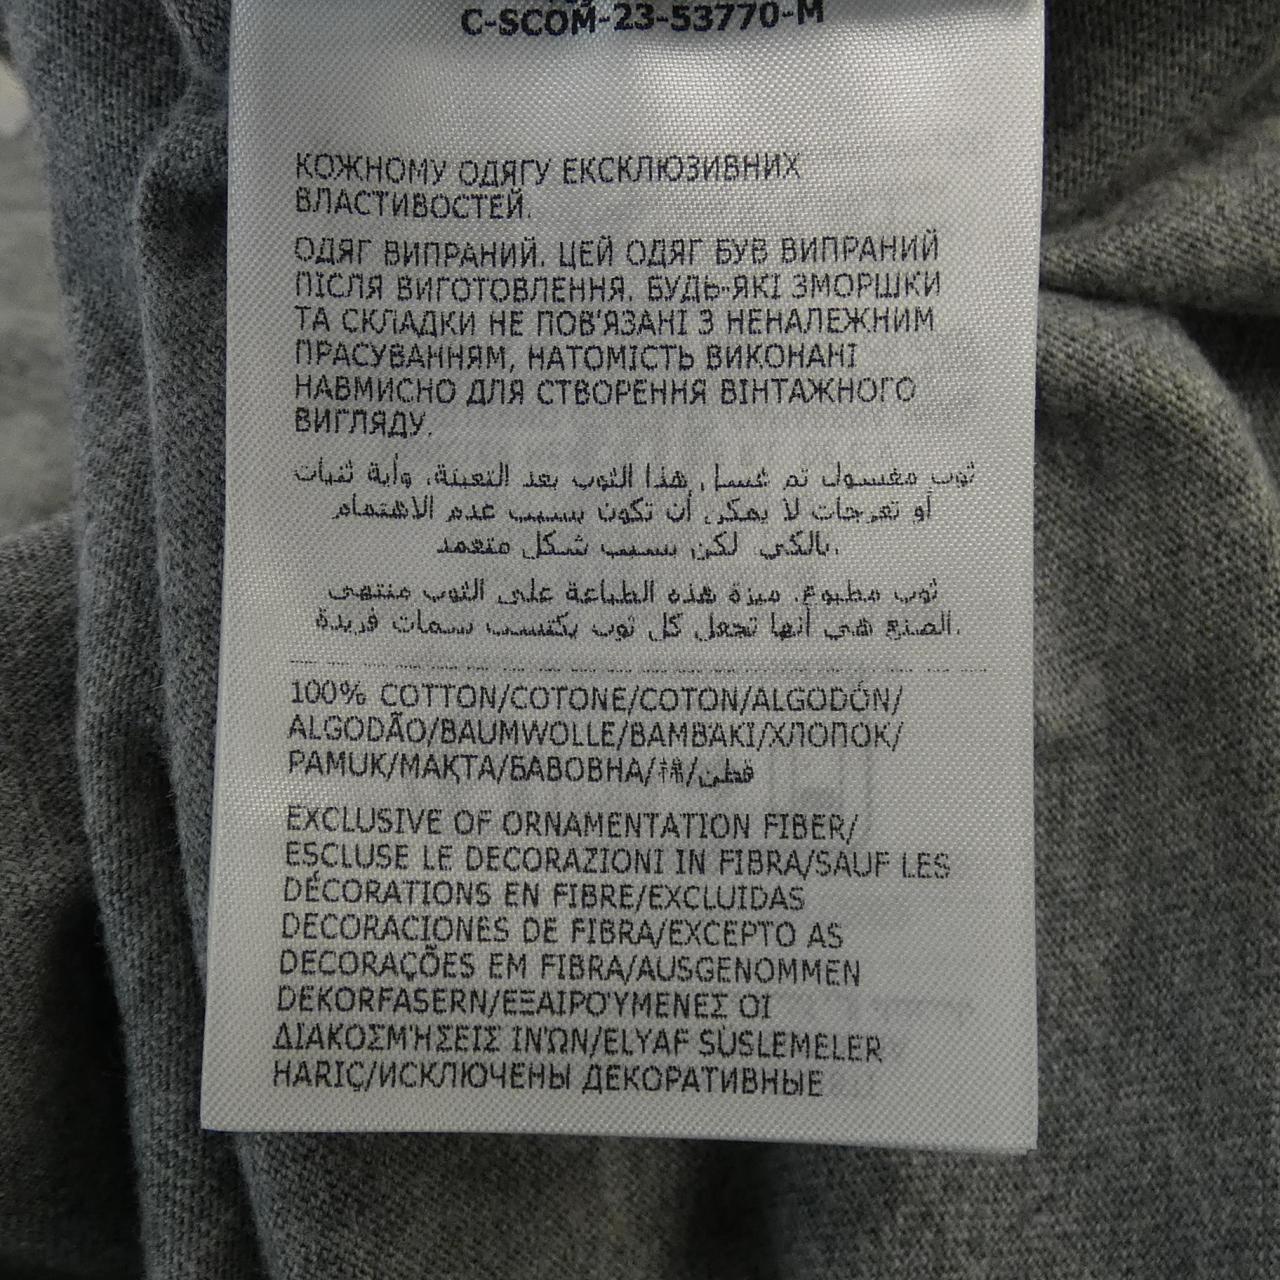 C-SCOM-23-53770-M
КОЖНОМУ ОДЯГУ ЕКСКЛЮЗИВНИХ
ВЛАСТИВОСТЕЙ.
ОДЯГ ВИПРАНИЙ. ЦЕЙ ОДЯГ БУВ ВИПРАНИЙ
ПІСЛЯ ВИГОТОВЛЕННЯ. БУДЬ-ЯКІ ЗМОРШКИ
ТА СКЛАДКИ НЕ ПОВ'ЯЗАНІ З НЕНАЛЕЖНИМ
ПРАСУВАННЯМ, НАТОМІСТЬ ВИКОНАНІ
НАВМИСНО ДЛЯ СТВОРЕННЯ ВІНТАЖНОГО
ВИГЛЯДУ.
ثوب مغسول تم غسل هذا الثوب بعد التعبئة. وأية ثنيات
أو تعرجات لا يمكن أن تكون بسبب عدم الاهتمام
بالكي لكن بسبب شكل متعمد.
ثوب مطبوع. ميزة هذه الطباعة على الثوب منتهى
الصنع هي أنها تجعل كل ثوب يكتسب سمات فريدة.
100% COTTON/COTONE/COTON/ALGODÓN/
ALGODÃO/BAUMWOLLE/ΒΑΜΒΆΚΙ/ХЛОПОК/
PAMUK/МАҚТА/БАВОВНА/棉/قطن
EXCLUSIVE OF ORNAMENTATION FIBER/
ESCLUSE LE DECORAZIONI IN FIBRA/SAUF LES
DÉCORATIONS EN FIBRE/EXCLUIDAS
DECORACIONES DE FIBRA/EXCEPTO AS
DECORAÇÕES EM FIBRA/AUSGENOMMEN
DEKORFASERN/ΕΞΑΙΡΟΎΜΕΝΕΣ ΟΙ
ΔΙΑΚΟΣΜΉΣΕΙΣ ΙΝΏΝ/ELYAF SÜSLEMELER
HARİÇ/ИСКЛЮЧЕНЫ ДЕКОРАТИВНЫЕ